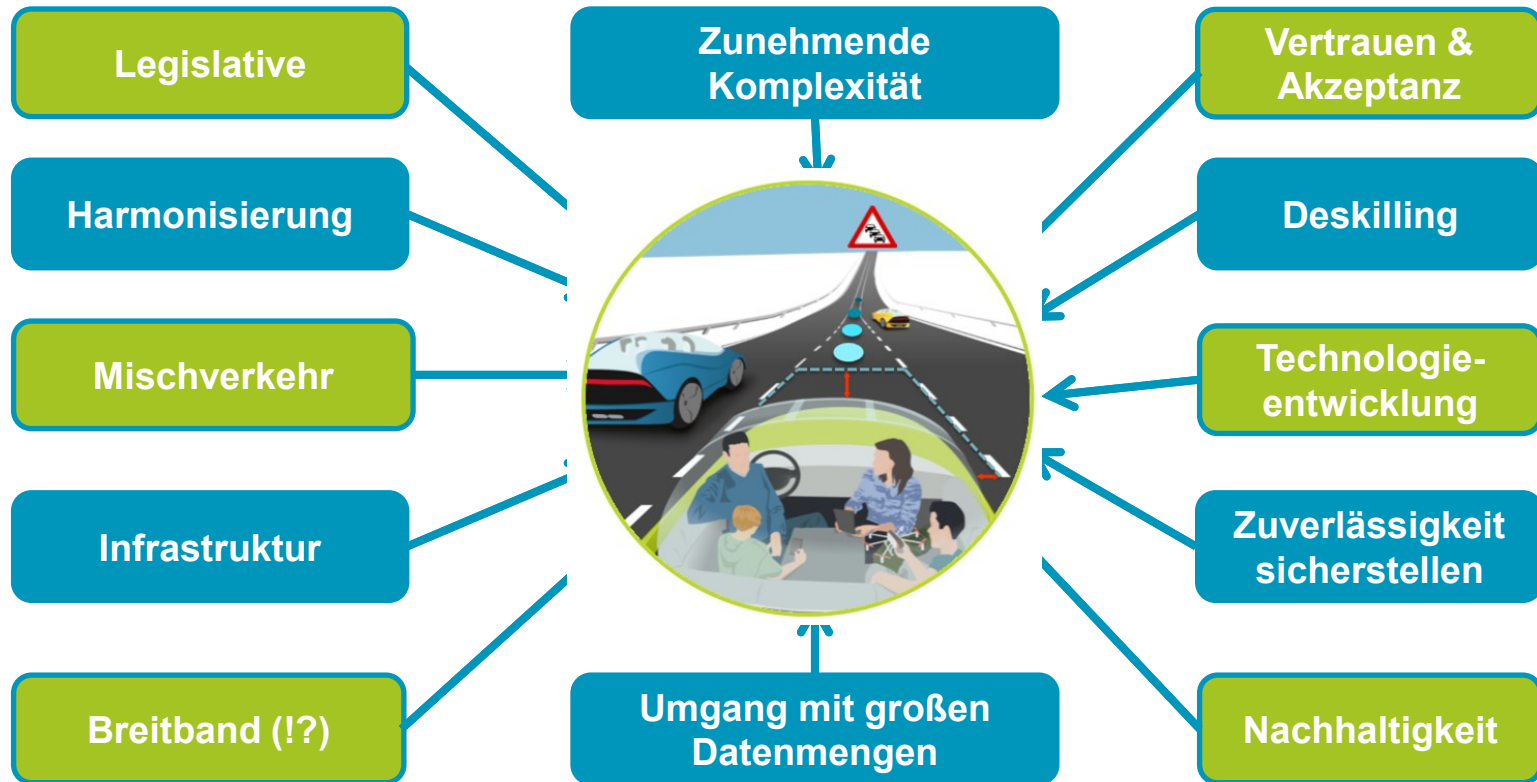 Legislative
Zunehmende
Komplexität
Vertrauen &
Akzeptanz
Harmonisierung
Deskilling
Mischverkehr
Technologie-
entwicklung
Infrastruktur
Zuverlässigkeit
sicherstellen
Breitband (!?)
Umgang mit großen
Datenmengen
Nachhaltigkeit